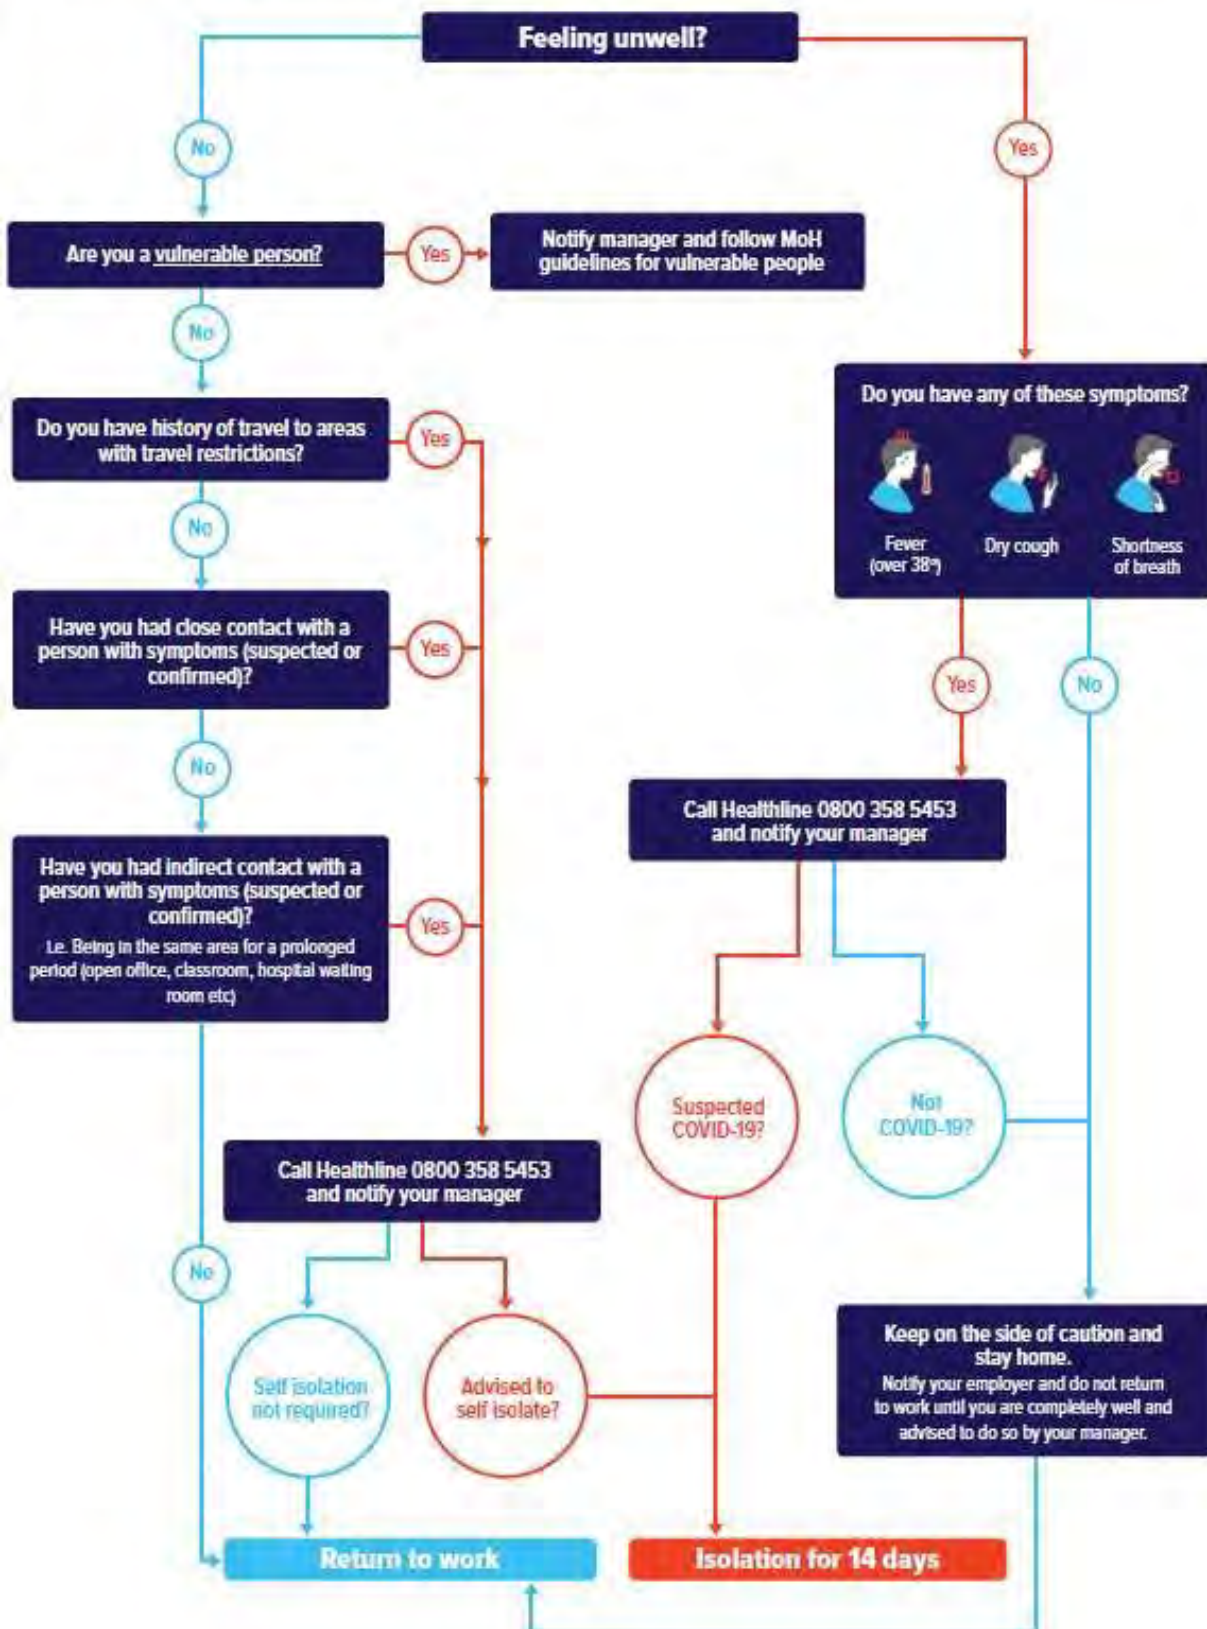 Feeling unwell?
No
Yes
Are you a vulnerable person?
Yes
Notify manager and follow MoH
guidelines for vulnerable people
No
Do you have history of travel to areas
with travel restrictions?
Yes
Do you have any of these symptoms?
Fever
(over 38°)
Dry cough
Shortness
of breath
No
Have you had close contact with a
person with symptoms (suspected or
confirmed)?
Yes
Yes
No
No
Call Healthline 0800 358 5453
and notify your manager
Have you had indirect contact with a
person with symptoms (suspected or
confirmed)?
i.e. Being in the same area for a prolonged
period (open office, classroom, hospital waiting
room etc)
Yes
Suspected
COVID-19?
Not
COVID-19?
Call Healthline 0800 358 5453
and notify your manager
No
Self isolation
not required?
Advised to
self isolate?
Keep on the side of caution and
stay home.
Notify your employer and do not return
to work until you are completely well and
advised to do so by your manager.
Return to work
Isolation for 14 days